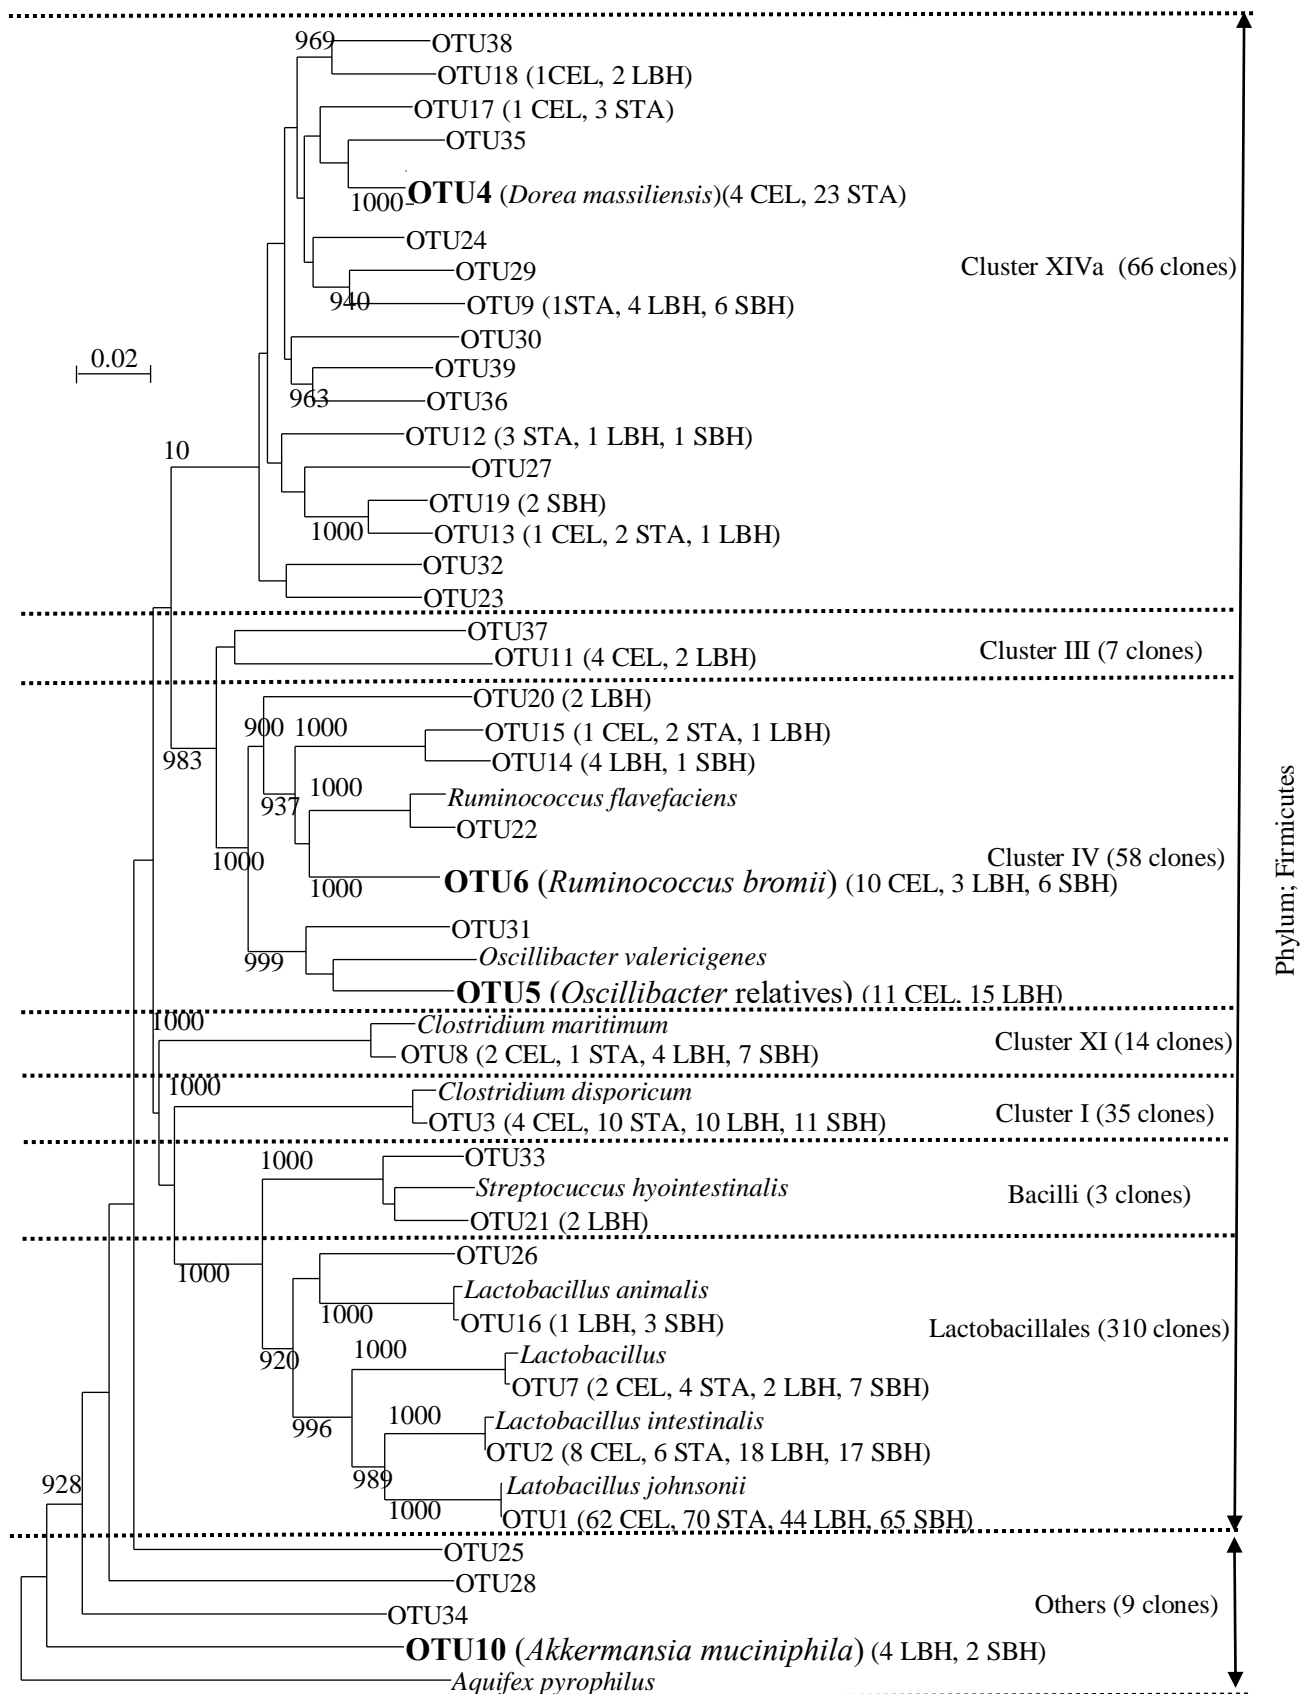 969
OTU38
OTU18 (1CEL, 2 LBH)
OTU17 (1 CEL, 3 STA)
OTU35
1000
OTU4 (Dorea massiliensis)(4 CEL, 23 STA)
OTU24
Cluster XIVa (66 clones)
OTU29
940
OTU9 (1STA, 4 LBH, 6 SBH)
OTU30
0.02
OTU39
963
OTU36
OTU12 (3 STA, 1 LBH, 1 SBH)
10
OTU27
OTU19 (2 SBH)
1000
OTU13 (1 CEL, 2 STA, 1 LBH)
OTU32
OTU23
OTU37
Cluster III (7 clones)
OTU11 (4 CEL, 2 LBH)
OTU20 (2 LBH)
900
1000
OTU15 (1 CEL, 2 STA, 1 LBH)
983
OTU14 (4 LBH, 1 SBH)
1000
Ruminococcus flavefaciens
937
OTU22
Cluster IV (58 clones)
1000
1000
OTU6 (Ruminococcus bromii) (10 CEL, 3 LBH, 6 SBH)
OTU31
999
Oscillibacter valericigenes
OTU5 (Oscillibacter relatives) (11 CEL, 15 LBH)
1000
Clostridium maritimum
Cluster XI (14 clones)
OTU8 (2 CEL, 1 STA, 4 LBH, 7 SBH)
1000
Clostridium disporicum
Cluster I (35 clones)
OTU3 (4 CEL, 10 STA, 10 LBH, 11 SBH)
1000
OTU33
Streptocuccus hyointestinalis
Bacilli (3 clones)
OTU21 (2 LBH)
OTU26
1000
Lactobacillus animalis
1000
OTU16 (1 LBH, 3 SBH)
Lactobacillales (310 clones)
920
1000
Lactobacillus
OTU7 (2 CEL, 4 STA, 2 LBH, 7 SBH)
996
1000
Lactobacillus intestinalis
OTU2 (8 CEL, 6 STA, 18 LBH, 17 SBH)
989
928
Latobacillus johnsonii
1000
OTU1 (62 CEL, 70 STA, 44 LBH, 65 SBH)
Phylum; Firmicutes
OTU25
OTU28
Others (9 clones)
OTU34
OTU10 (Akkermansia muciniphila) (4 LBH, 2 SBH)
Aquifex pyrophilus